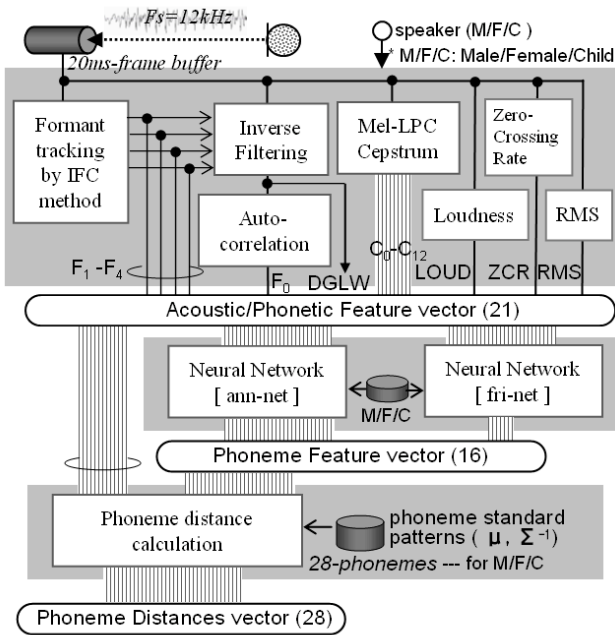 Fs=12kHz
speaker (M/F/C)
* M/F/C: Male/Female/Child
20ms-frame buffer
Formant
tracking
by IFC
method
Inverse
Filtering
Mel-LPC
Cepstrum
Zero-
Crossing
Rate
Auto-
correlation
Loudness
RMS
F₁ -F₄
F₀
DGLW
C₀-C₁₂
LOUD
ZCR
RMS
Acoustic/Phonetic Feature vector (21)
Neural Network
[ ann-net ]
M/F/C
Neural Network
[ fri-net ]
Phoneme Feature vector (16)
Phoneme distance
calculation
phoneme standard
patterns ( μ, Σ⁻¹)
28-phonemes --- for M/F/C
Phoneme Distances vector (28)